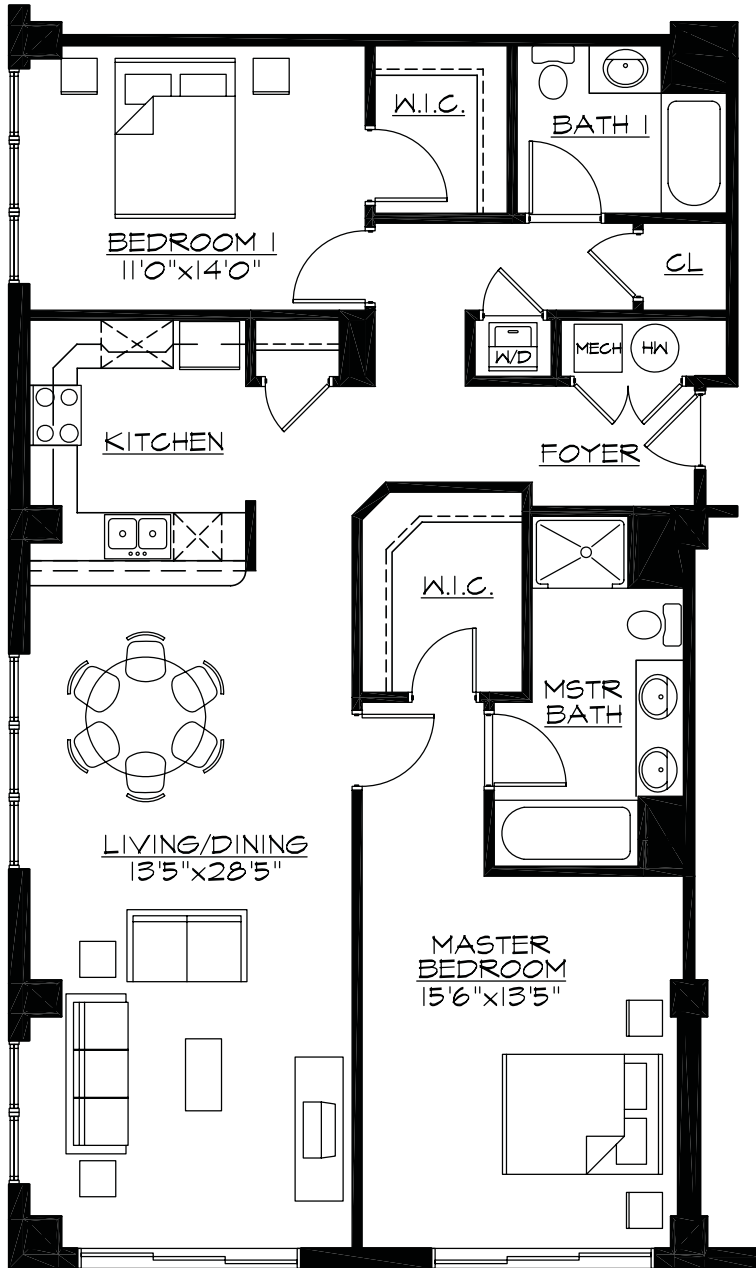 W.I.C.
BATH 1
BEDROOM 1
11'0"x14'0"
CL
W/D
MECH
HW
KITCHEN
FOYER
W.I.C.
MSTR
BATH
LIVING/DINING
13'5"x28'5"
MASTER
BEDROOM
15'6"x13'5"